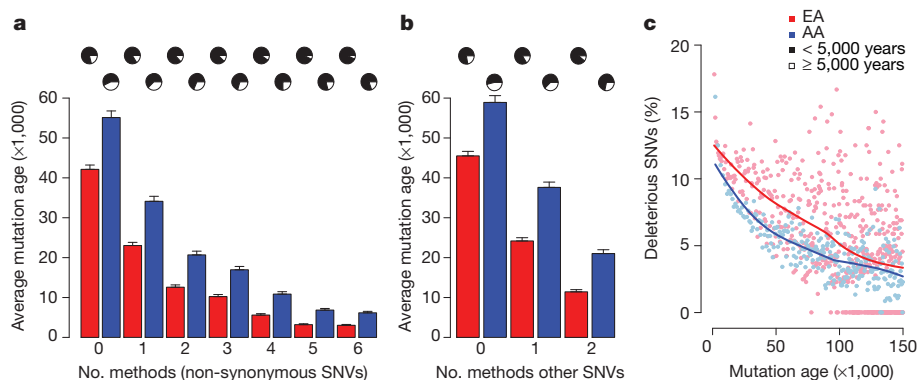 a
Average mutation age (×1,000)
60
50
40
30
20
10
0
0 1 2 3 4 5 6
No. methods (non-synonymous SNVs)
b
Average mutation age (×1,000)
60
50
40
30
20
10
0
0 1 2
No. methods other SNVs
c
EA
AA
< 5,000 years
≥ 5,000 years
Deleterious SNVs (%)
20
15
10
5
0
0 50 100 150
Mutation age (×1,000)